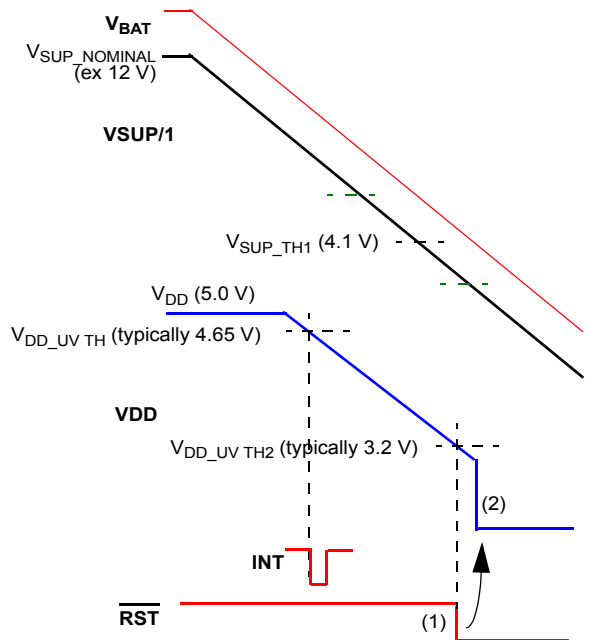 VBAT
VSUP_NOMINAL
(ex 12 V)
VSUP/1
VSUP_TH1 (4.1 V)
VDD (5.0 V)
VDD_UV TH (typically 4.65 V)
VDD
VDD_UV TH2 (typically 3.2 V)
(2)
INT
RST
(1)